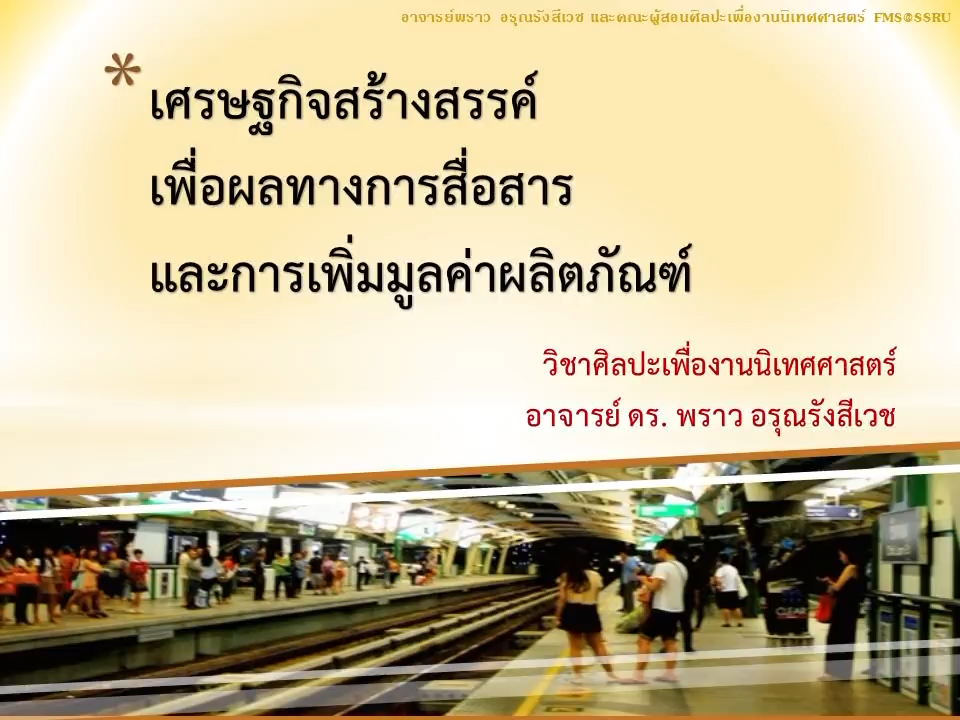 อาจารย์พราว อรุณรังสีเวช และคณะผู้สอนศิลปะเพื่องานนิเทศศาสตร์ FMS@SSRU
* เศรษฐกิจสร้างสรรค์
เพื่อผลทางการสื่อสาร
และการเพิ่มมูลค่าผลิตภัณฑ์
วิชาศิลปะเพื่องานนิเทศศาสตร์
อาจารย์ ดร. พราว อรุณรังสีเวช
CLEAR